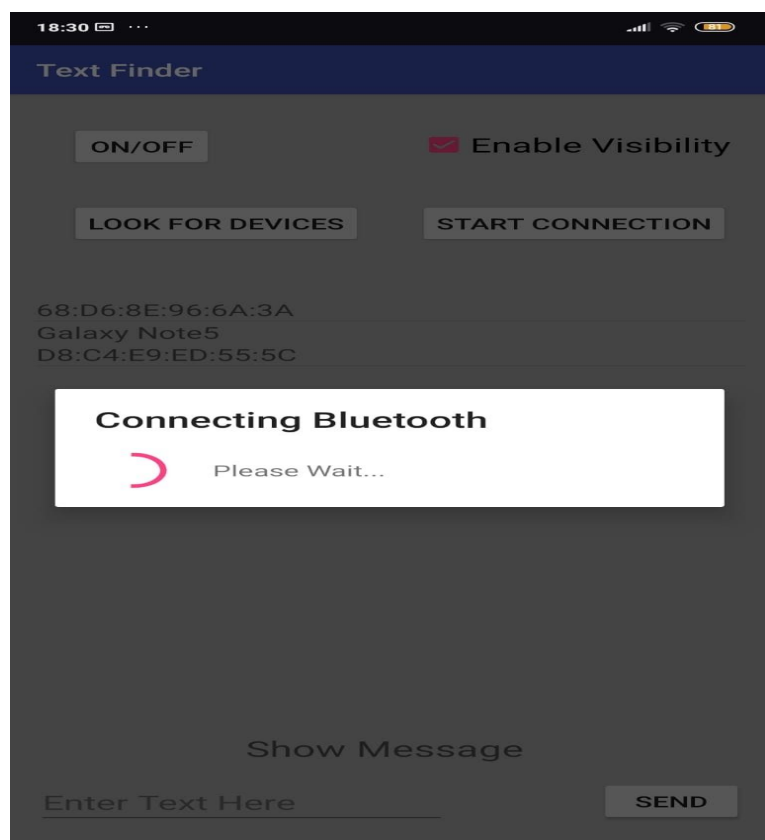 18:30 ...
81
Text Finder
ON/OFF
Enable Visibility
LOOK FOR DEVICES
START CONNECTION
68:D6:8E:96:6A:3A
Galaxy Note5
D8:C4:E9:ED:55:5C
Connecting Bluetooth
Please Wait...
Show Message
Enter Text Here
SEND